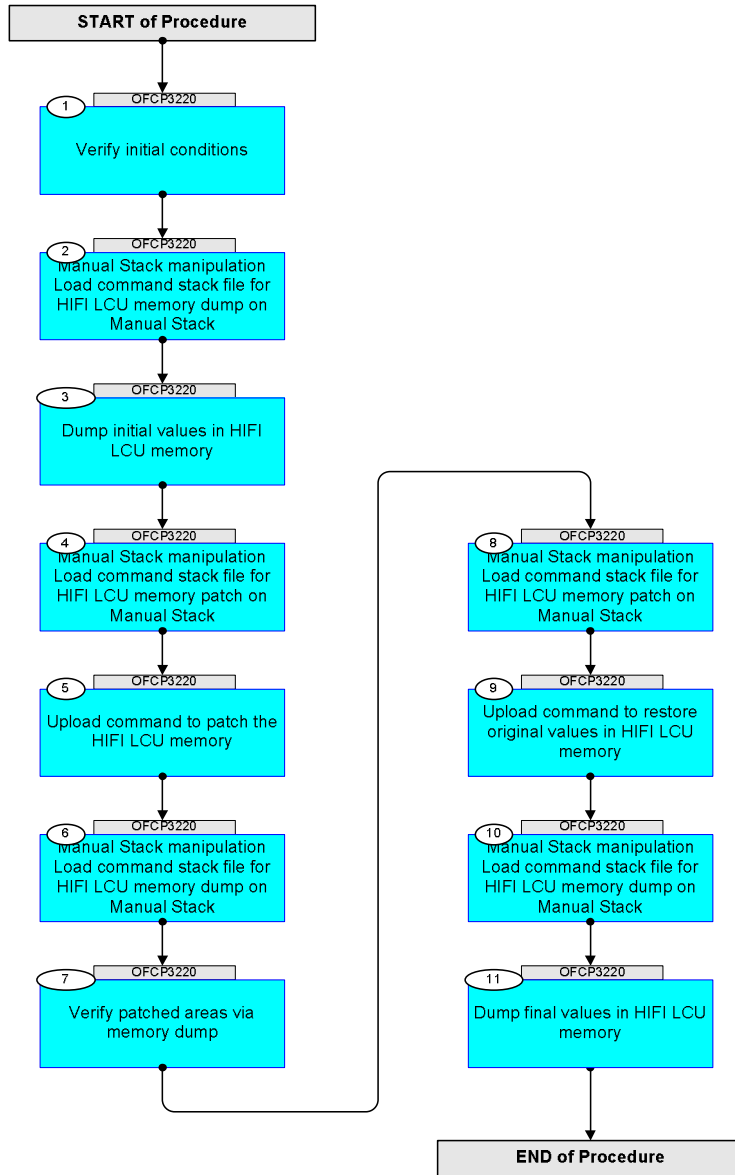 START of Procedure
OFCP3220
1
Verify initial conditions
OFCP3220
2
Manual Stack manipulation
Load command stack file for
HIFI LCU memory dump on
Manual Stack
OFCP3220
3
Dump initial values in HIFI
LCU memory
OFCP3220
4
Manual Stack manipulation
Load command stack file for
HIFI LCU memory patch on
Manual Stack
OFCP3220
5
Upload command to patch the
HIFI LCU memory
OFCP3220
6
Manual Stack manipulation
Load command stack file for
HIFI LCU memory dump on
Manual Stack
OFCP3220
7
Verify patched areas via
memory dump
OFCP3220
8
Manual Stack manipulation
Load command stack file for
HIFI LCU memory patch on
Manual Stack
OFCP3220
9
Upload command to restore
original values in HIFI LCU
memory
OFCP3220
10
Manual Stack manipulation
Load command stack file for
HIFI LCU memory dump on
Manual Stack
OFCP3220
11
Dump final values in HIFI LCU
memory
END of Procedure